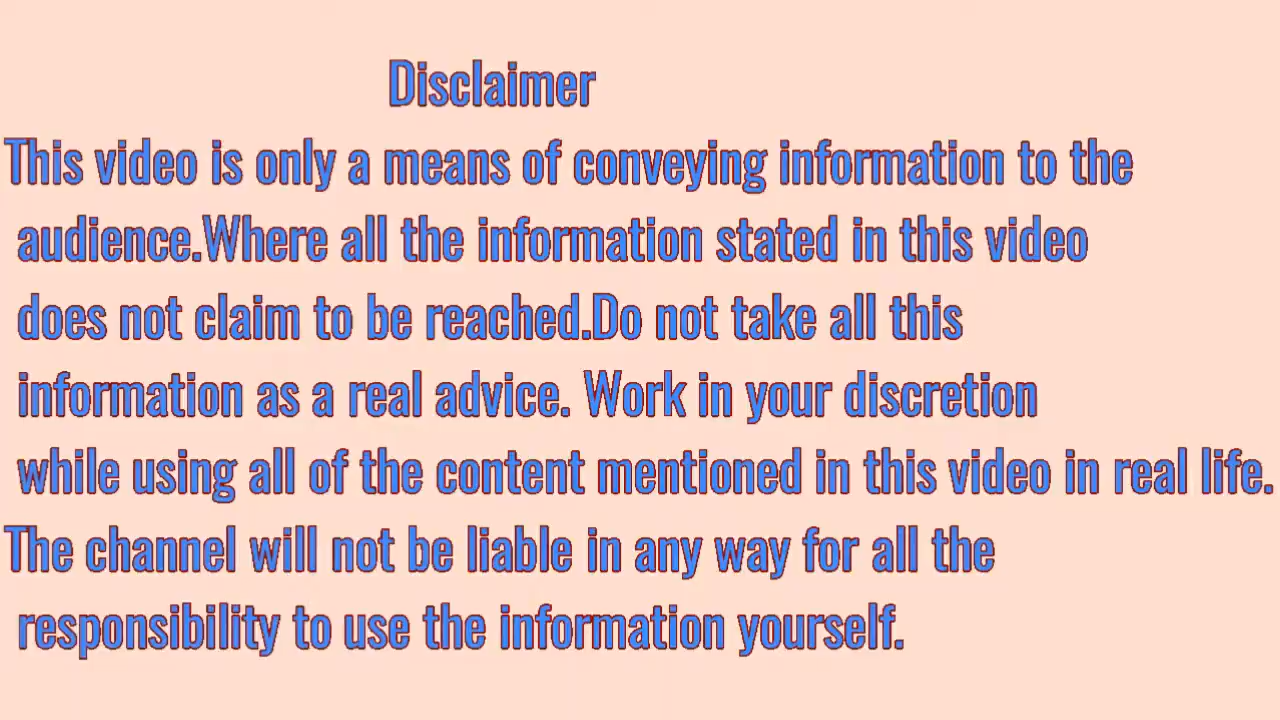 Disclaimer
This video is only a means of conveying information to the
audience.Where all the information stated in this video
does not claim to be reached.Do not take all this
information as a real advice. Work in your discretion
while using all of the content mentioned in this video in real life.
The channel will not be liable in any way for all the
responsibility to use the information yourself.